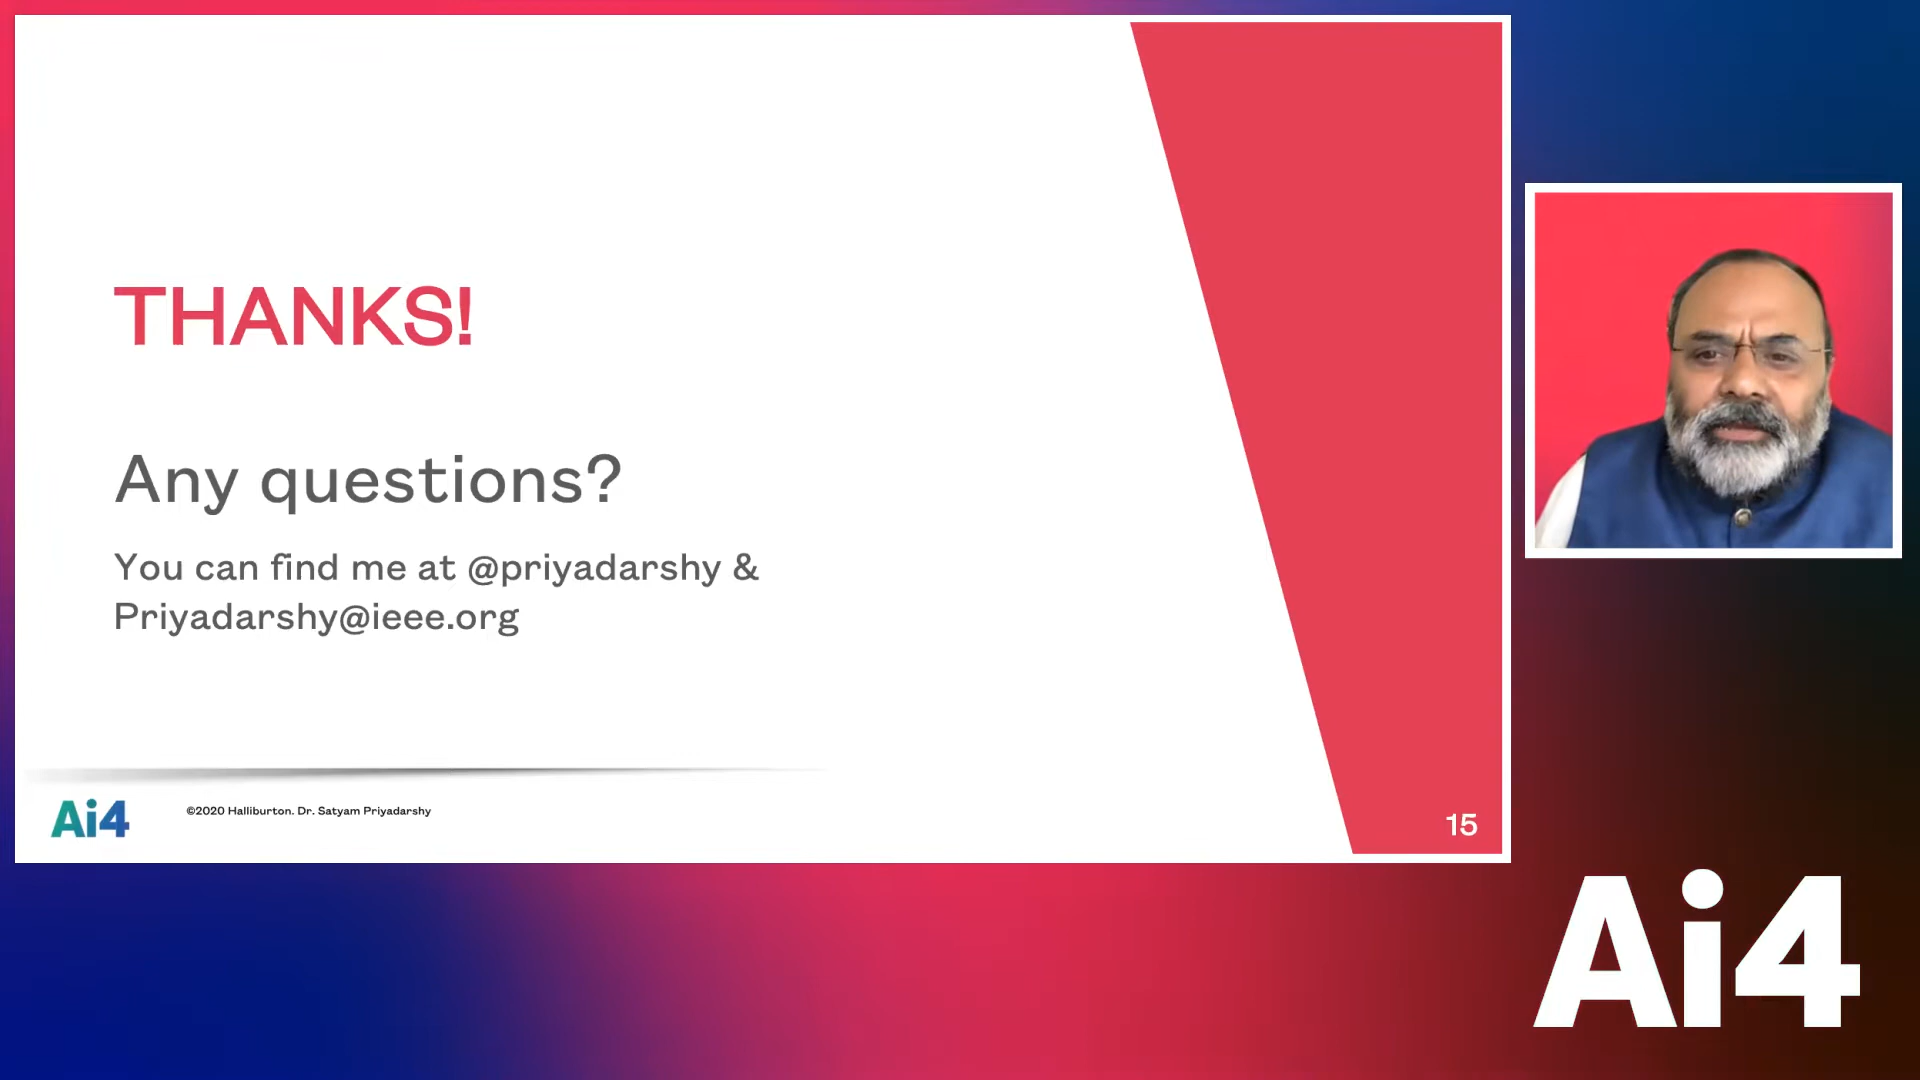 THANKS!
Any questions?
You can find me at @priyadarshy &
Priyadarshy@ieee.org
Ai4
©2020 Halliburton. Dr. Satyam Priyadarshy
15
Ai4